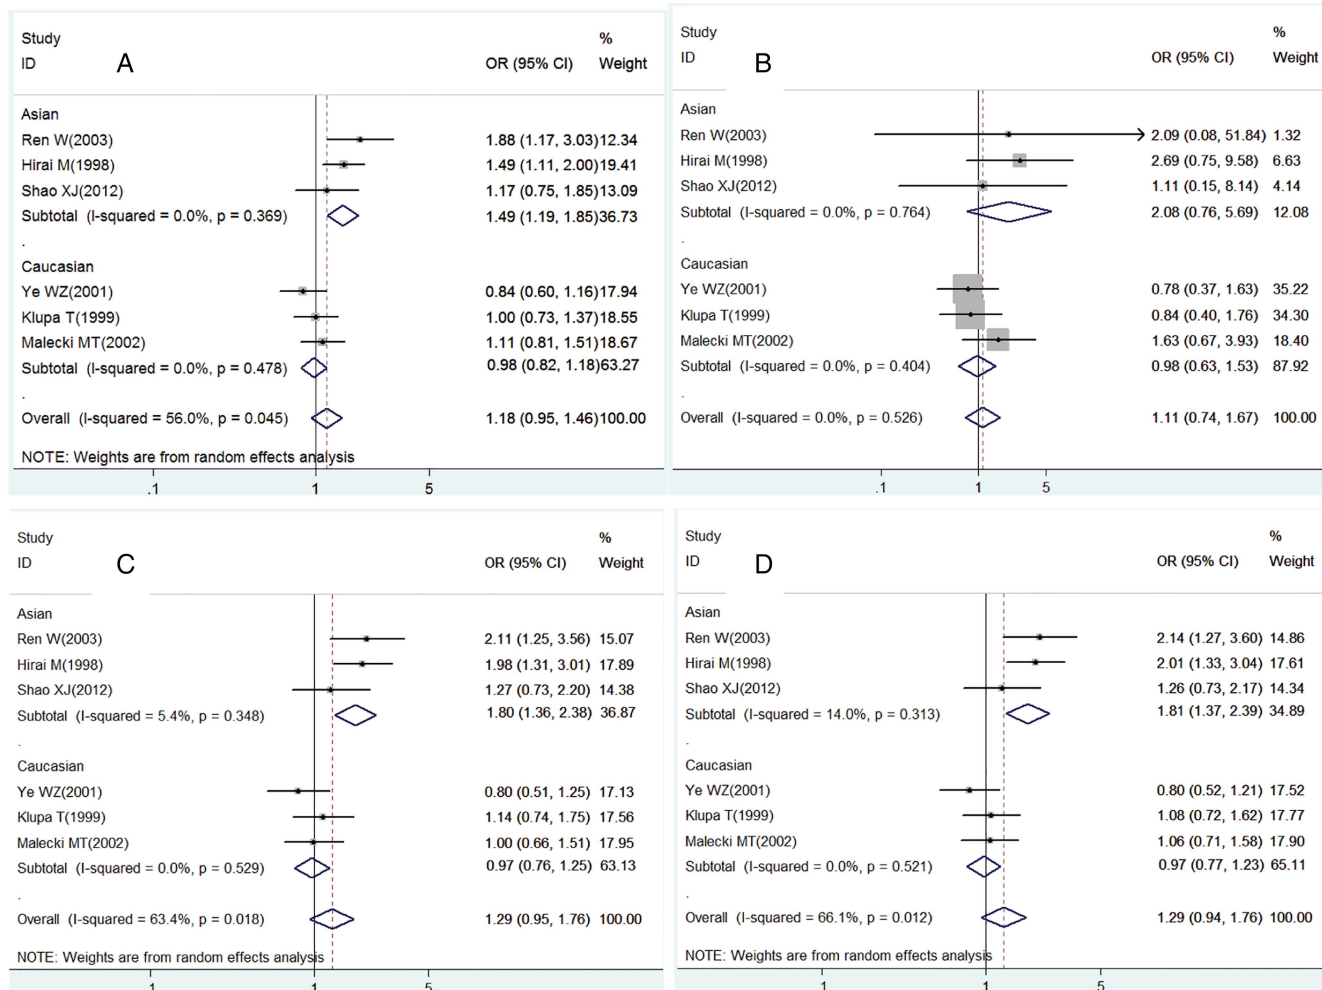 Study %
ID A OR (95% CI) Weight
Asian
Ren W(2003) 1.88 (1.17, 3.03) 12.34
Hirai M(1998) 1.49 (1.11, 2.00) 19.41
Shao XJ(2012) 1.17 (0.75, 1.85) 13.09
Subtotal (I-squared = 0.0%, p = 0.369) 1.49 (1.19, 1.85) 36.73
.
Caucasian
Ye WZ(2001) 0.84 (0.60, 1.16) 17.94
Klupa T(1999) 1.00 (0.73, 1.37) 18.55
Malecki MT(2002) 1.11 (0.81, 1.51) 18.67
Subtotal (I-squared = 0.0%, p = 0.478) 0.98 (0.82, 1.18) 63.27
.
Overall (I-squared = 56.0%, p = 0.045) 1.18 (0.95, 1.46) 100.00
NOTE: Weights are from random effects analysis
.1 1 5
Study %
ID B OR (95% CI) Weight
Asian
Ren W(2003) 2.09 (0.08, 51.84) 1.32
Hirai M(1998) 2.69 (0.75, 9.58) 6.63
Shao XJ(2012) 1.11 (0.15, 8.14) 4.14
Subtotal (I-squared = 0.0%, p = 0.764) 2.08 (0.76, 5.69) 12.08
.
Caucasian
Ye WZ(2001) 0.78 (0.37, 1.63) 35.22
Klupa T(1999) 0.84 (0.40, 1.76) 34.30
Malecki MT(2002) 1.63 (0.67, 3.93) 18.40
Subtotal (I-squared = 0.0%, p = 0.404) 0.98 (0.63, 1.53) 87.92
.
Overall (I-squared = 0.0%, p = 0.526) 1.11 (0.74, 1.67) 100.00
.1 1 5
Study %
ID C OR (95% CI) Weight
Asian
Ren W(2003) 2.11 (1.25, 3.56) 15.07
Hirai M(1998) 1.98 (1.31, 3.01) 17.89
Shao XJ(2012) 1.27 (0.73, 2.20) 14.38
Subtotal (I-squared = 5.4%, p = 0.348) 1.80 (1.36, 2.38) 36.87
.
Caucasian
Ye WZ(2001) 0.80 (0.51, 1.25) 17.13
Klupa T(1999) 1.14 (0.74, 1.75) 17.56
Malecki MT(2002) 1.00 (0.66, 1.51) 17.95
Subtotal (I-squared = 0.0%, p = 0.529) 0.97 (0.76, 1.25) 63.13
.
Overall (I-squared = 63.4%, p = 0.018) 1.29 (0.95, 1.76) 100.00
NOTE: Weights are from random effects analysis
.1 1 5
Study %
ID D OR (95% CI) Weight
Asian
Ren W(2003) 2.14 (1.27, 3.60) 14.86
Hirai M(1998) 2.01 (1.33, 3.04) 17.61
Shao XJ(2012) 1.26 (0.73, 2.17) 14.34
Subtotal (I-squared = 14.0%, p = 0.313) 1.81 (1.37, 2.39) 34.89
.
Caucasian
Ye WZ(2001) 0.80 (0.52, 1.21) 17.52
Klupa T(1999) 1.08 (0.72, 1.62) 17.77
Malecki MT(2002) 1.06 (0.71, 1.58) 17.90
Subtotal (I-squared = 0.0%, p = 0.521) 0.97 (0.77, 1.23) 65.11
.
Overall (I-squared = 66.1%, p = 0.012) 1.29 (0.94, 1.76) 100.00
NOTE: Weights are from random effects analysis
.1 1 5